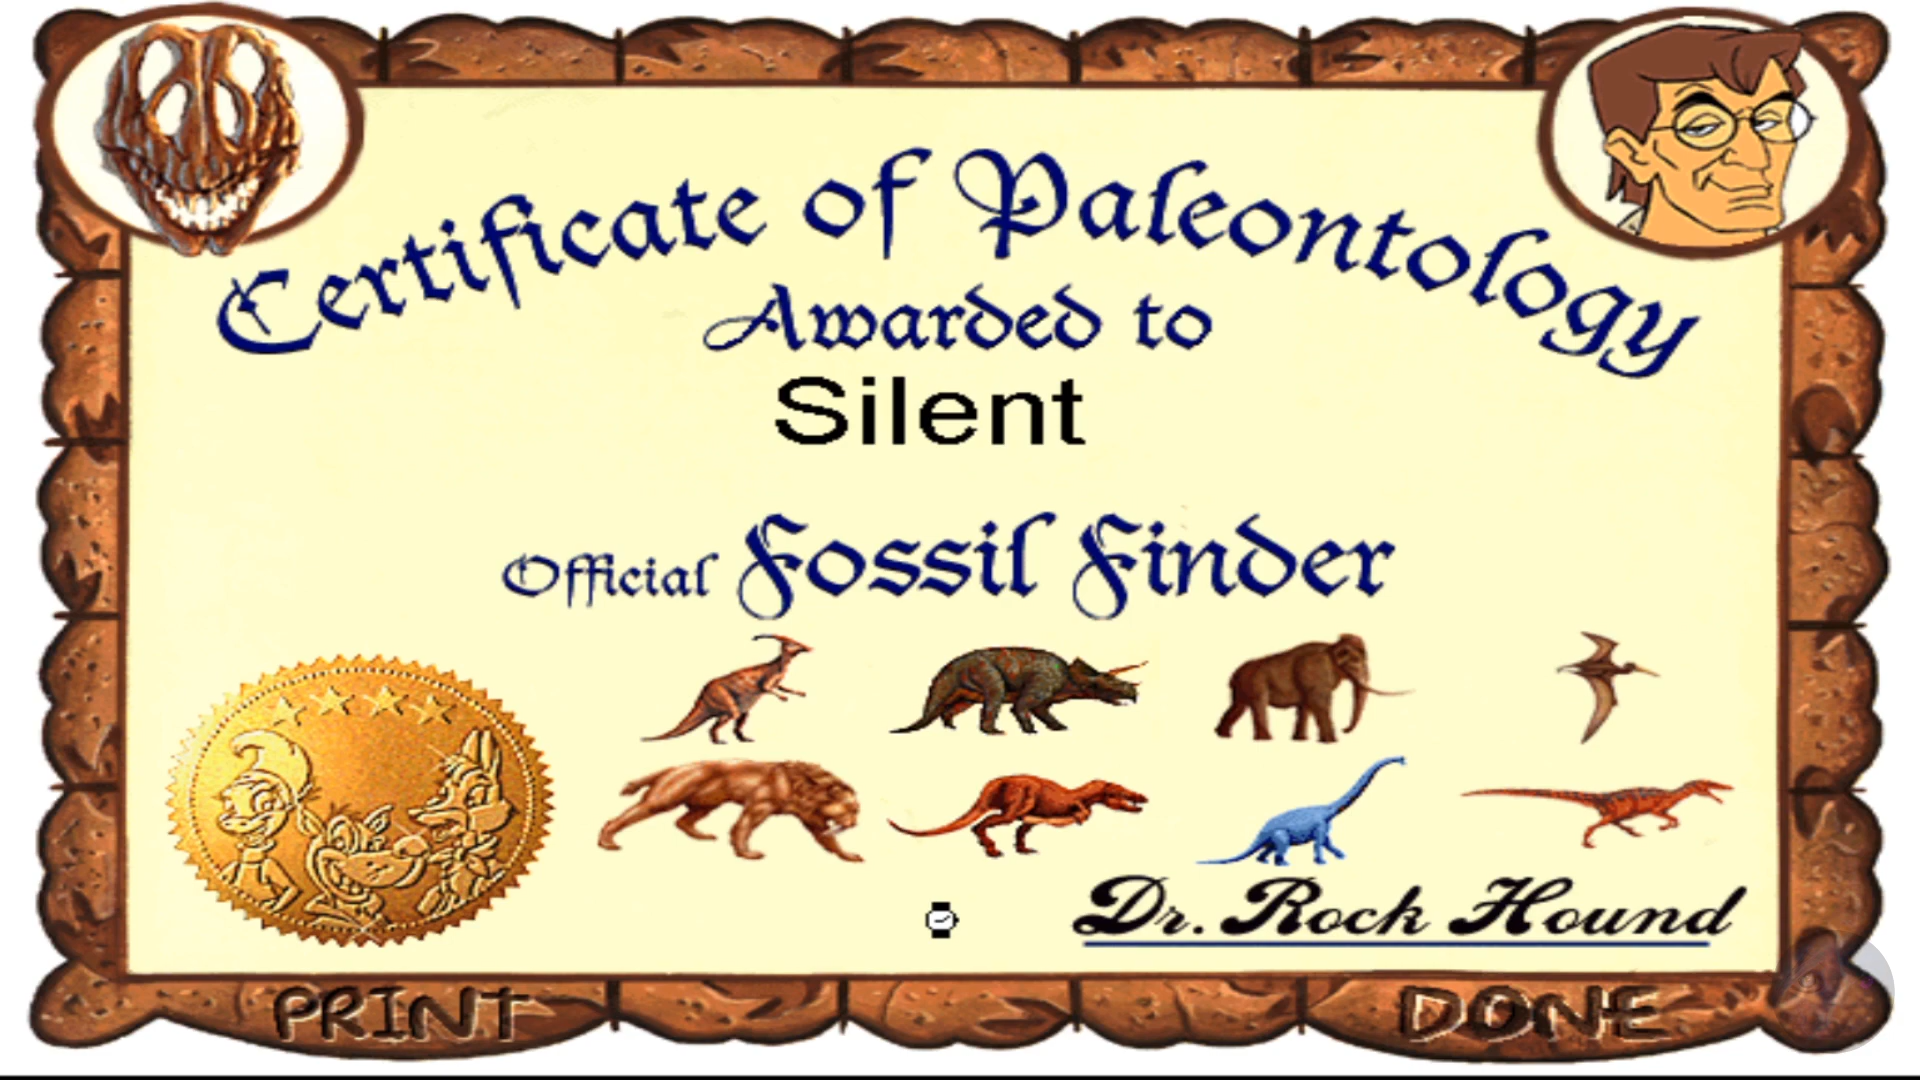 Certificate of Paleontology
Awarded to
Silent
Official Fossil Finder
Dr. Rock Hound
PRINT
DONE